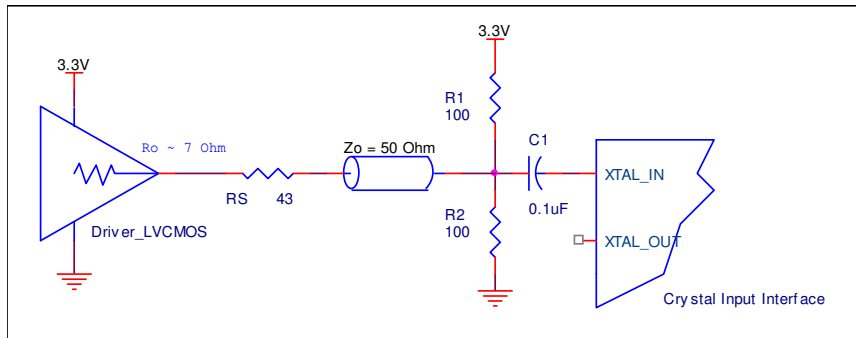 3.3V
3.3V
R1
100
Ro ~ 7 Ohm
Zo = 50 Ohm
C1
RS 43
0.1uF
XTAL_IN
R2
100
Driver_LVCMOS
XTAL_OUT
Crystal Input Interface